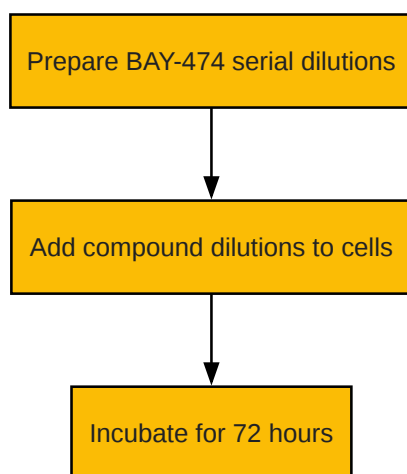 Prepare BAY-474 serial dilutions
Add compound dilutions to cells
Incubate for 72 hours